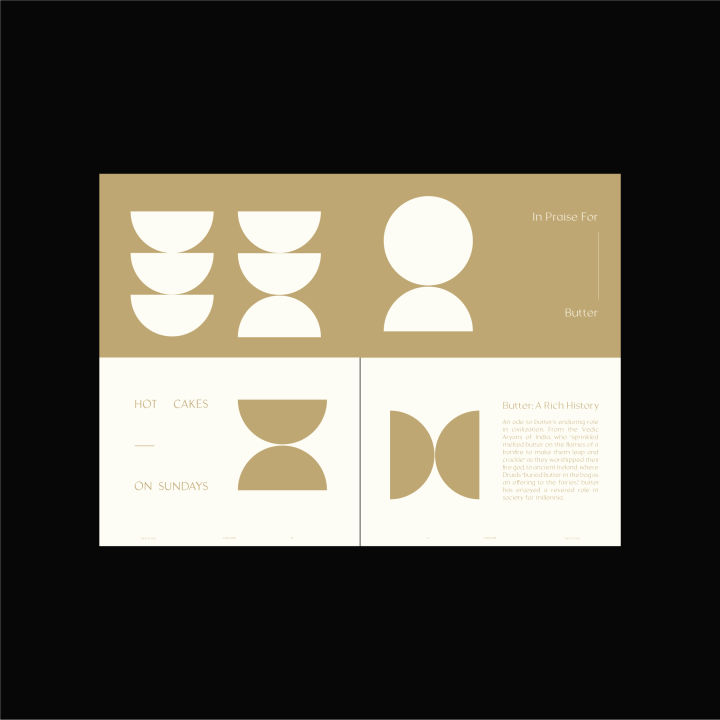 In Praise For
Butter
HOT CAKES
ON SUNDAYS
Butter: A Rich History
An ode to butter's enduring role
in civilization. From the Vedic
Aryans of India, who "sprinkled
melted butter on the flames of a
bonfire to make them leap and
crackle as they worshipped their
fire god, to ancient Ireland, where
Druids "buried butter in the bog as
an offering to the fairies", butter
has enjoyed a revered role in
society for millennia.